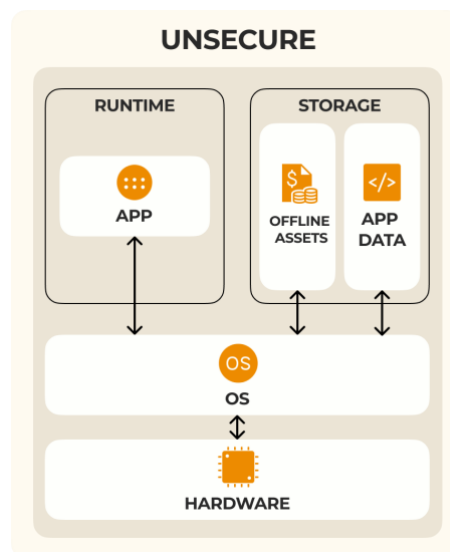 UNSECURE
RUNTIME
APP
STORAGE
$
OFFLINE
ASSETS
</>
APP
DATA
OS
OS
HARDWARE